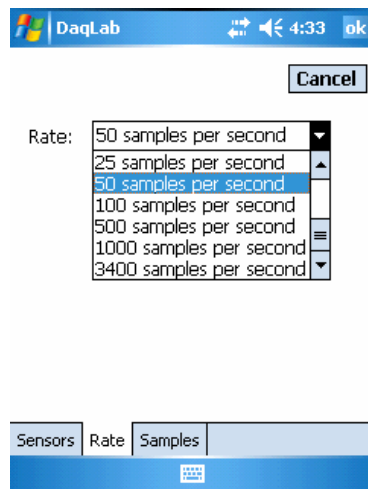 DaqLab 4:33 ok
Cancel
Rate: 50 samples per second
25 samples per second
50 samples per second
100 samples per second
500 samples per second
1000 samples per second
3400 samples per second
Sensors Rate Samples